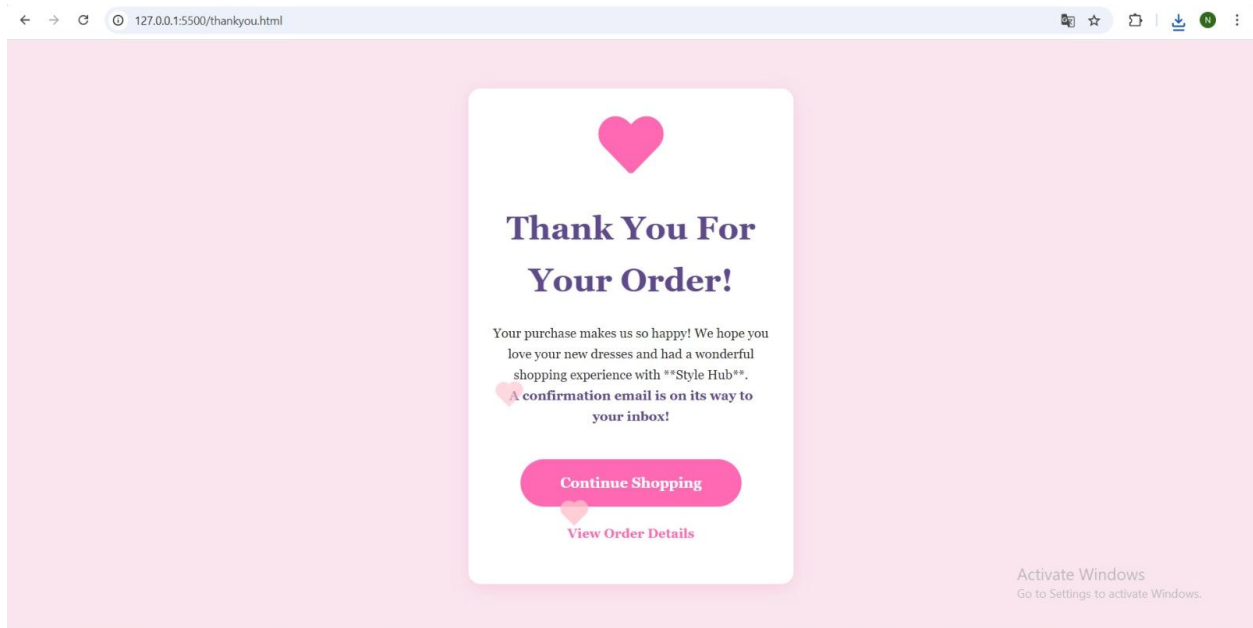 127.0.0.1:5500/thankyou.html
N
Thank You For
Your Order!
Your purchase makes us so happy! We hope you
love your new dresses and had a wonderful
shopping experience with **Style Hub**.
A confirmation email is on its way to
your inbox!
Continue Shopping
View Order Details
Activate Windows
Go to Settings to activate Windows.